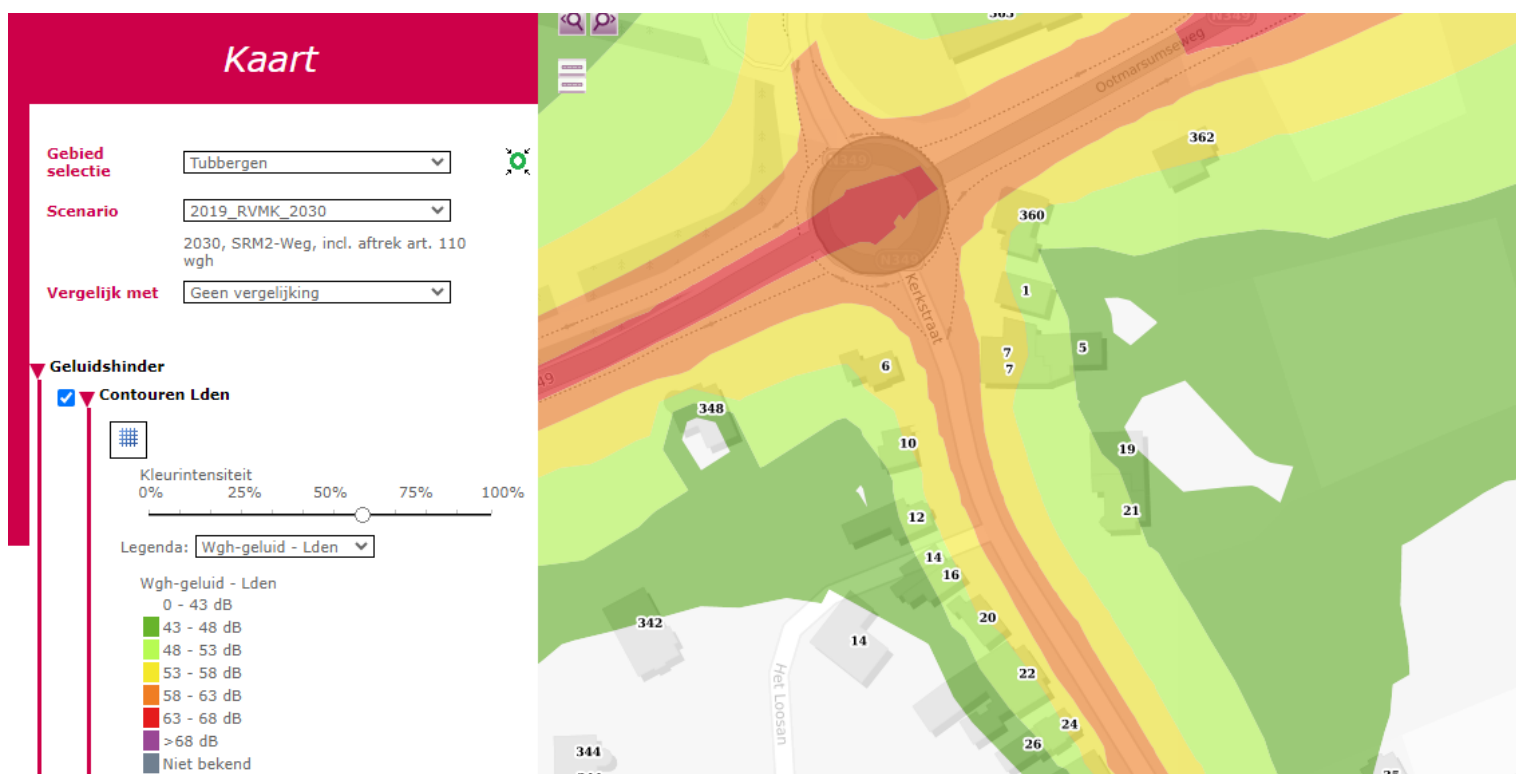 Kaart
Gebied selectie
Tubbergen
Scenario
2019_RVMK_2030
2030, SRM2-Weg, incl. aftrek art. 110 wgh
Vergelijk met
Geen vergelijking
Geluidshinder
Contouren Lden
Kleurintensiteit
0% 25% 50% 75% 100%
Legenda: Wgh-geluid - Lden
Wgh-geluid - Lden
0 - 43 dB
43 - 48 dB
48 - 53 dB
53 - 58 dB
58 - 63 dB
63 - 68 dB
>68 dB
Niet bekend
N349
Ootmarsumseweg
362
N349
360
N349
Kerkstraat
1
7
5
6
7
49
348
10
19
12
21
14
16
20
342
14
22
Het Loosan
24
26
344